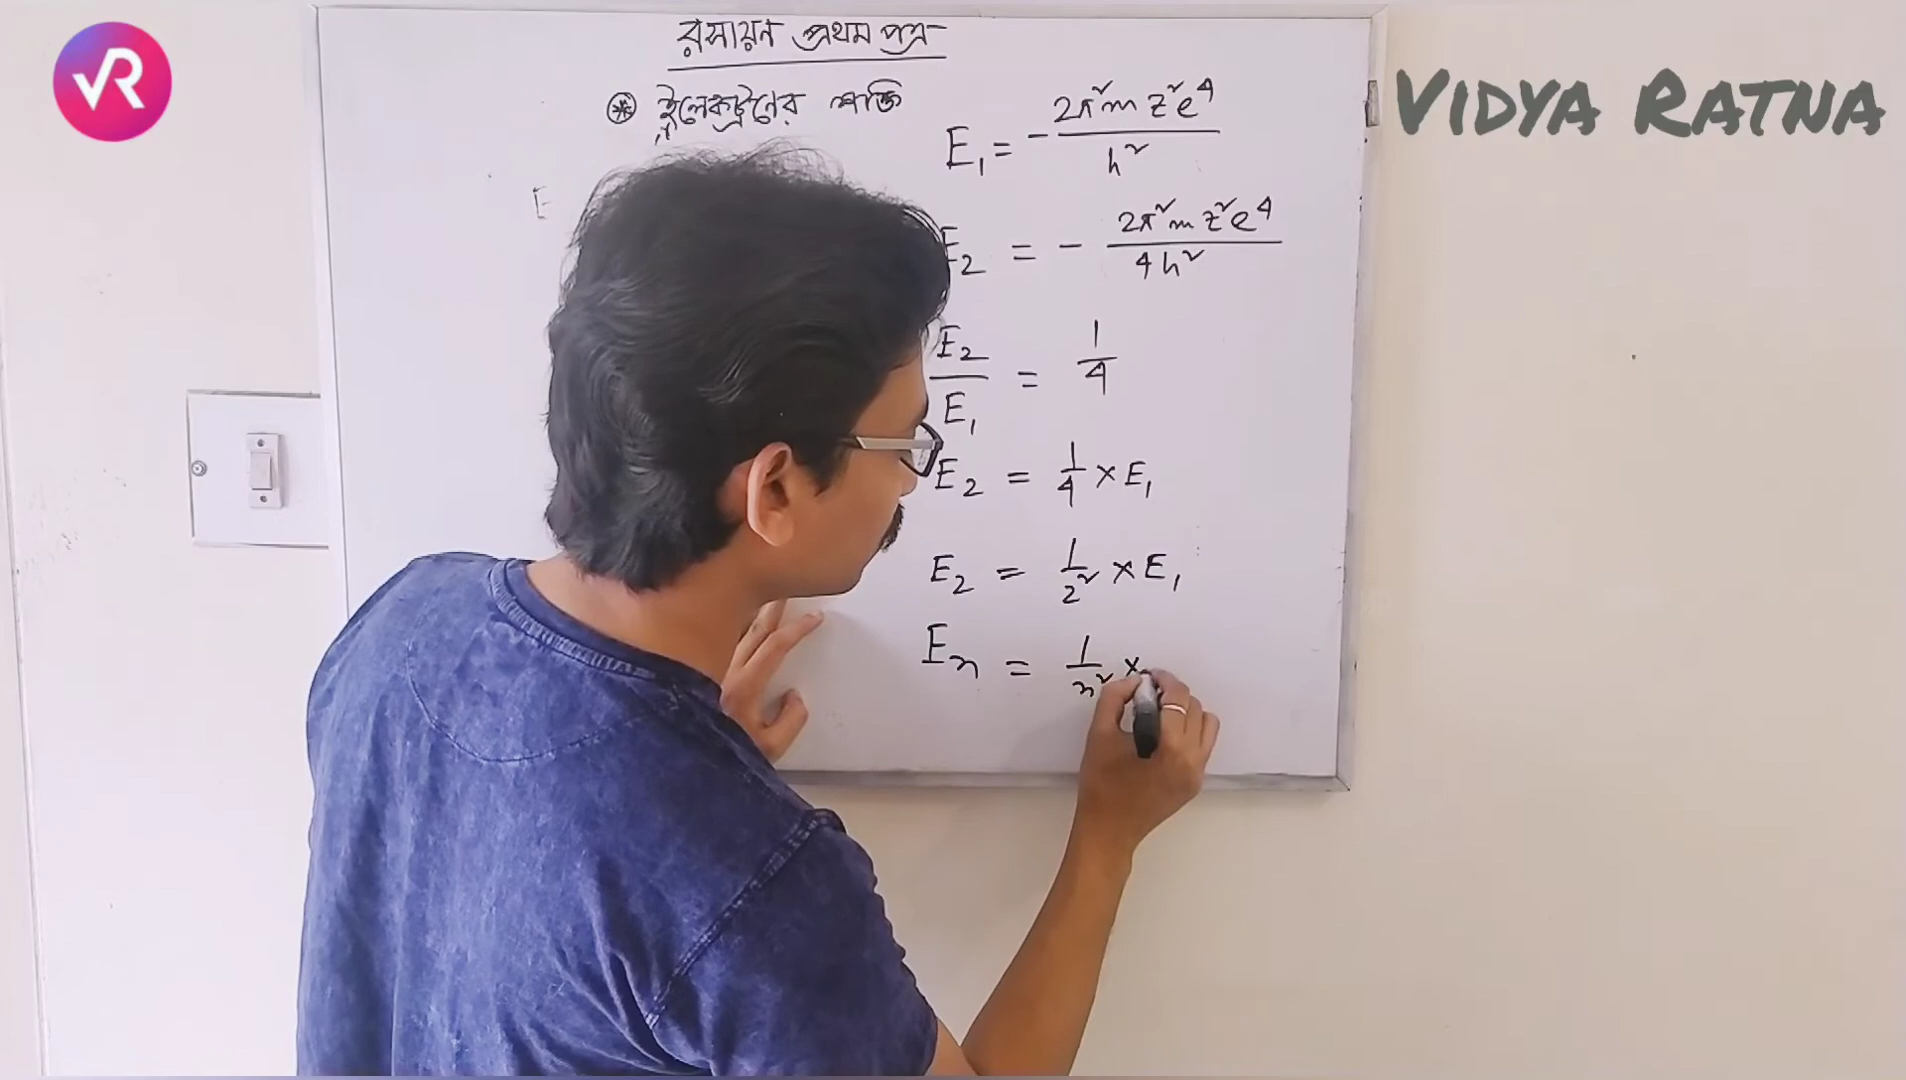 VR
VIDYA RATNA
রসায়ন প্রথম পত্র
ইলেকট্রনের শক্তি
E₁ = - 2π²mz²e⁴ / h²
E₂ = - 2π²mz²e⁴ / 4h²
E₂ / E₁ = 1 / 4
E₂ = 1/4 × E₁
E₂ = 1/2² × E₁
Eₙ = 1/n² ×